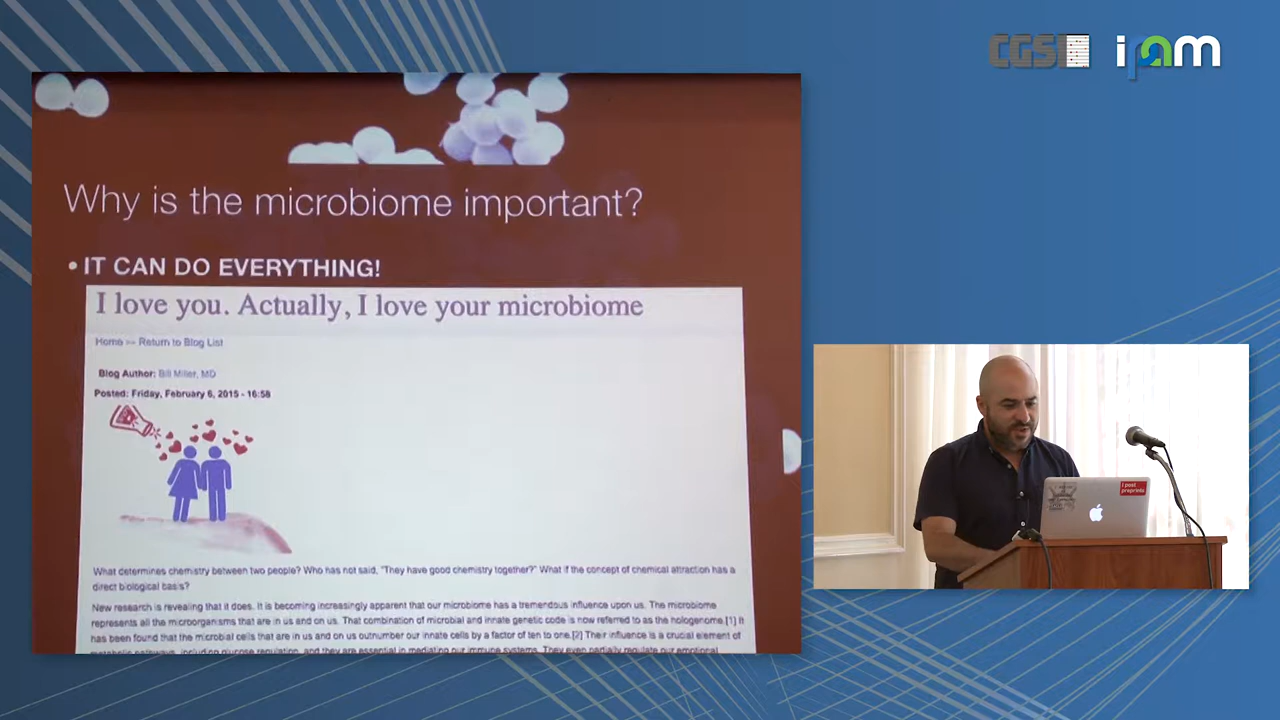 CGSI
ipam
Why is the microbiome important?
• IT CAN DO EVERYTHING!
I love you. Actually, I love your microbiome
Home >> Return to Blog List
Blog Author: Bill Miller, MD
Posted: Friday, February 6, 2015 - 16:58
What determines chemistry between two people? Who has not said, "They have good chemistry together?" What if the concept of chemical attraction has a
direct biological basis?
New research is revealing that it does. It is becoming increasingly apparent that our microbiome has a tremendous influence upon us. The microbiome
represents all the microorganisms that are in us and on us. That combination of microbial and innate genetic code is now referred to as the hologenome.[1] It
has been found that the microbial cells that are in us and on us outnumber our innate cells by a factor of ten to one.[2] Their influence is a crucial element of
metabolic pathways, including glucose regulation, and they are essential in mediating our immune systems. They even partially regulate our emotional
I post
preprints